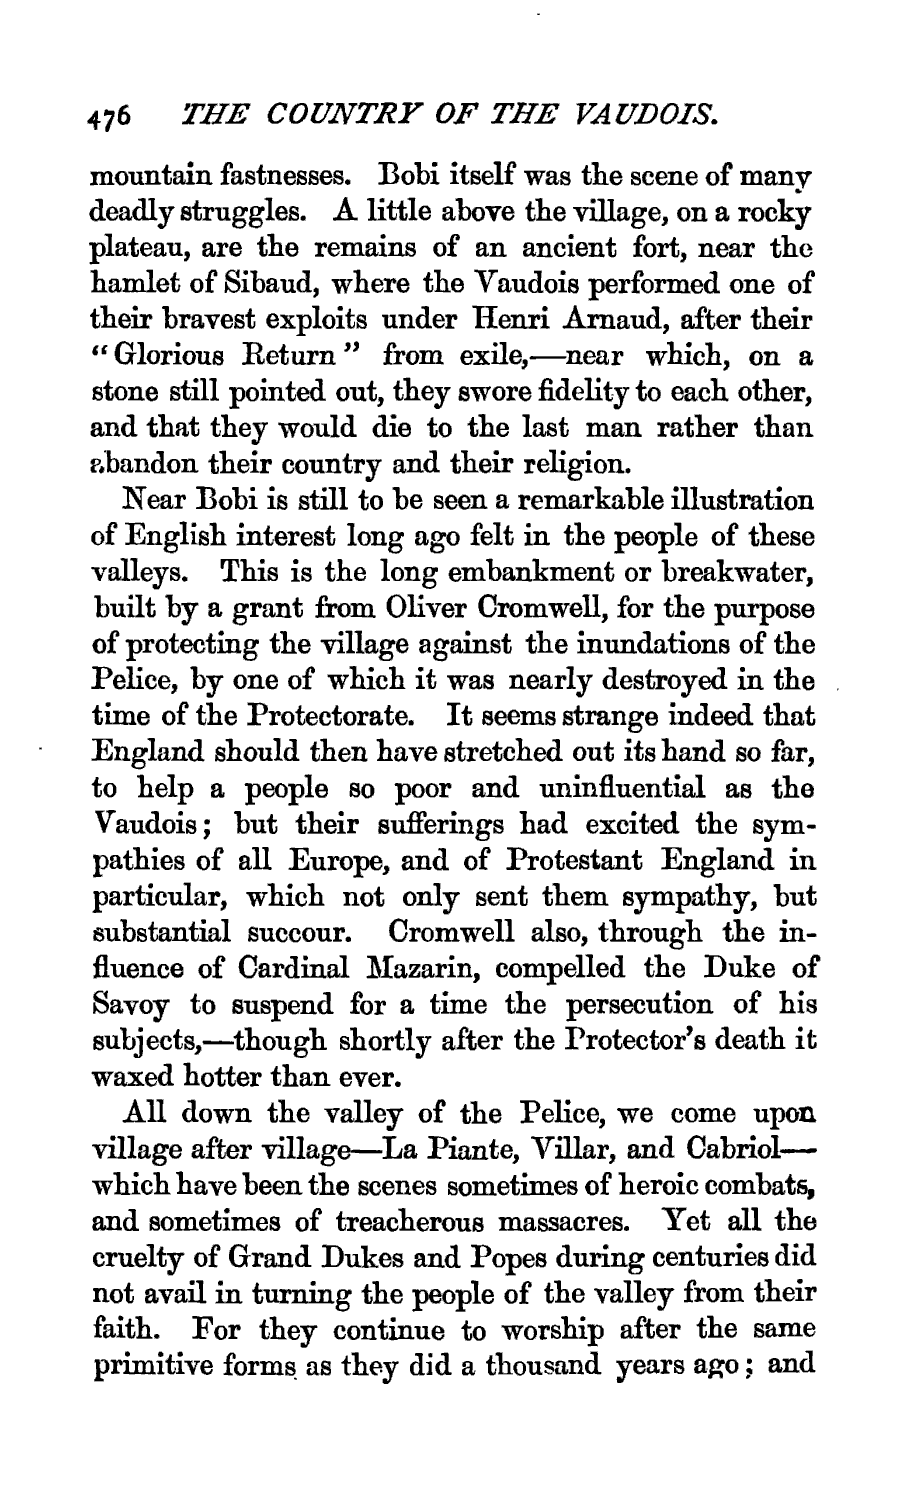 476 THE COUNTRY OF THE VAUDOIS.
mountain fastnesses. Bobi itself was the scene of many
deadly struggles. A little above the village, on a rocky
plateau, are the remains of an ancient fort, near the
hamlet of Sibaud, where the Vaudois performed one of
their bravest exploits under Henri Arnaud, after their
“Glorious Return” from exile,—near which, on a
stone still pointed out, they swore fidelity to each other,
and that they would die to the last man rather than
abandon their country and their religion.
Near Bobi is still to be seen a remarkable illustration
of English interest long ago felt in the people of these
valleys. This is the long embankment or breakwater,
built by a grant from Oliver Cromwell, for the purpose
of protecting the village against the inundations of the
Pelice, by one of which it was nearly destroyed in the
time of the Protectorate. It seems strange indeed that
England should then have stretched out its hand so far,
to help a people so poor and uninfluential as the
Vaudois; but their sufferings had excited the sym-
pathies of all Europe, and of Protestant England in
particular, which not only sent them sympathy, but
substantial succour. Cromwell also, through the in-
fluence of Cardinal Mazarin, compelled the Duke of
Savoy to suspend for a time the persecution of his
subjects,—though shortly after the Protector's death it
waxed hotter than ever.
All down the valley of the Pelice, we come upon
village after village—La Piante, Villar, and Cabriol—
which have been the scenes sometimes of heroic combats,
and sometimes of treacherous massacres. Yet all the
cruelty of Grand Dukes and Popes during centuries did
not avail in turning the people of the valley from their
faith. For they continue to worship after the same
primitive forms as they did a thousand years ago; and